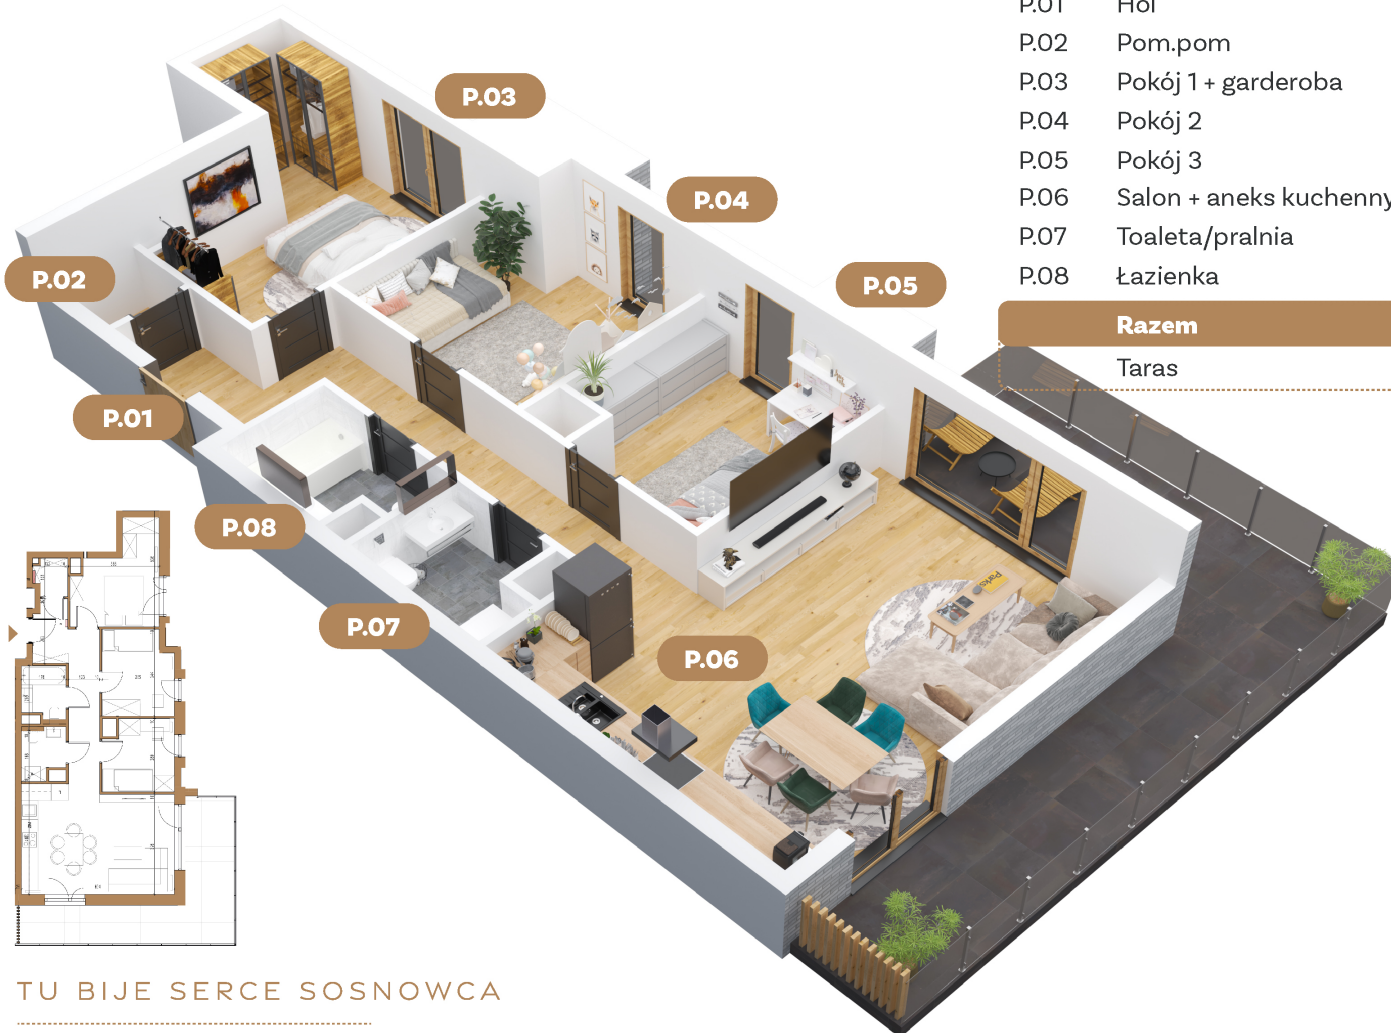 P.01 Hol
P.02 Pom.pom
P.03 Pokój 1 + garderoba
P.04 Pokój 2
P.05 Pokój 3
P.06 Salon + aneks kuchenny
P.07 Toaleta/pralnia
P.08 Łazienka
Razem
Taras
P.03
P.04
P.05
P.02
P.01
P.08
P.07
P.06
Parks
TU BIJE SERCE SOSNOWCA